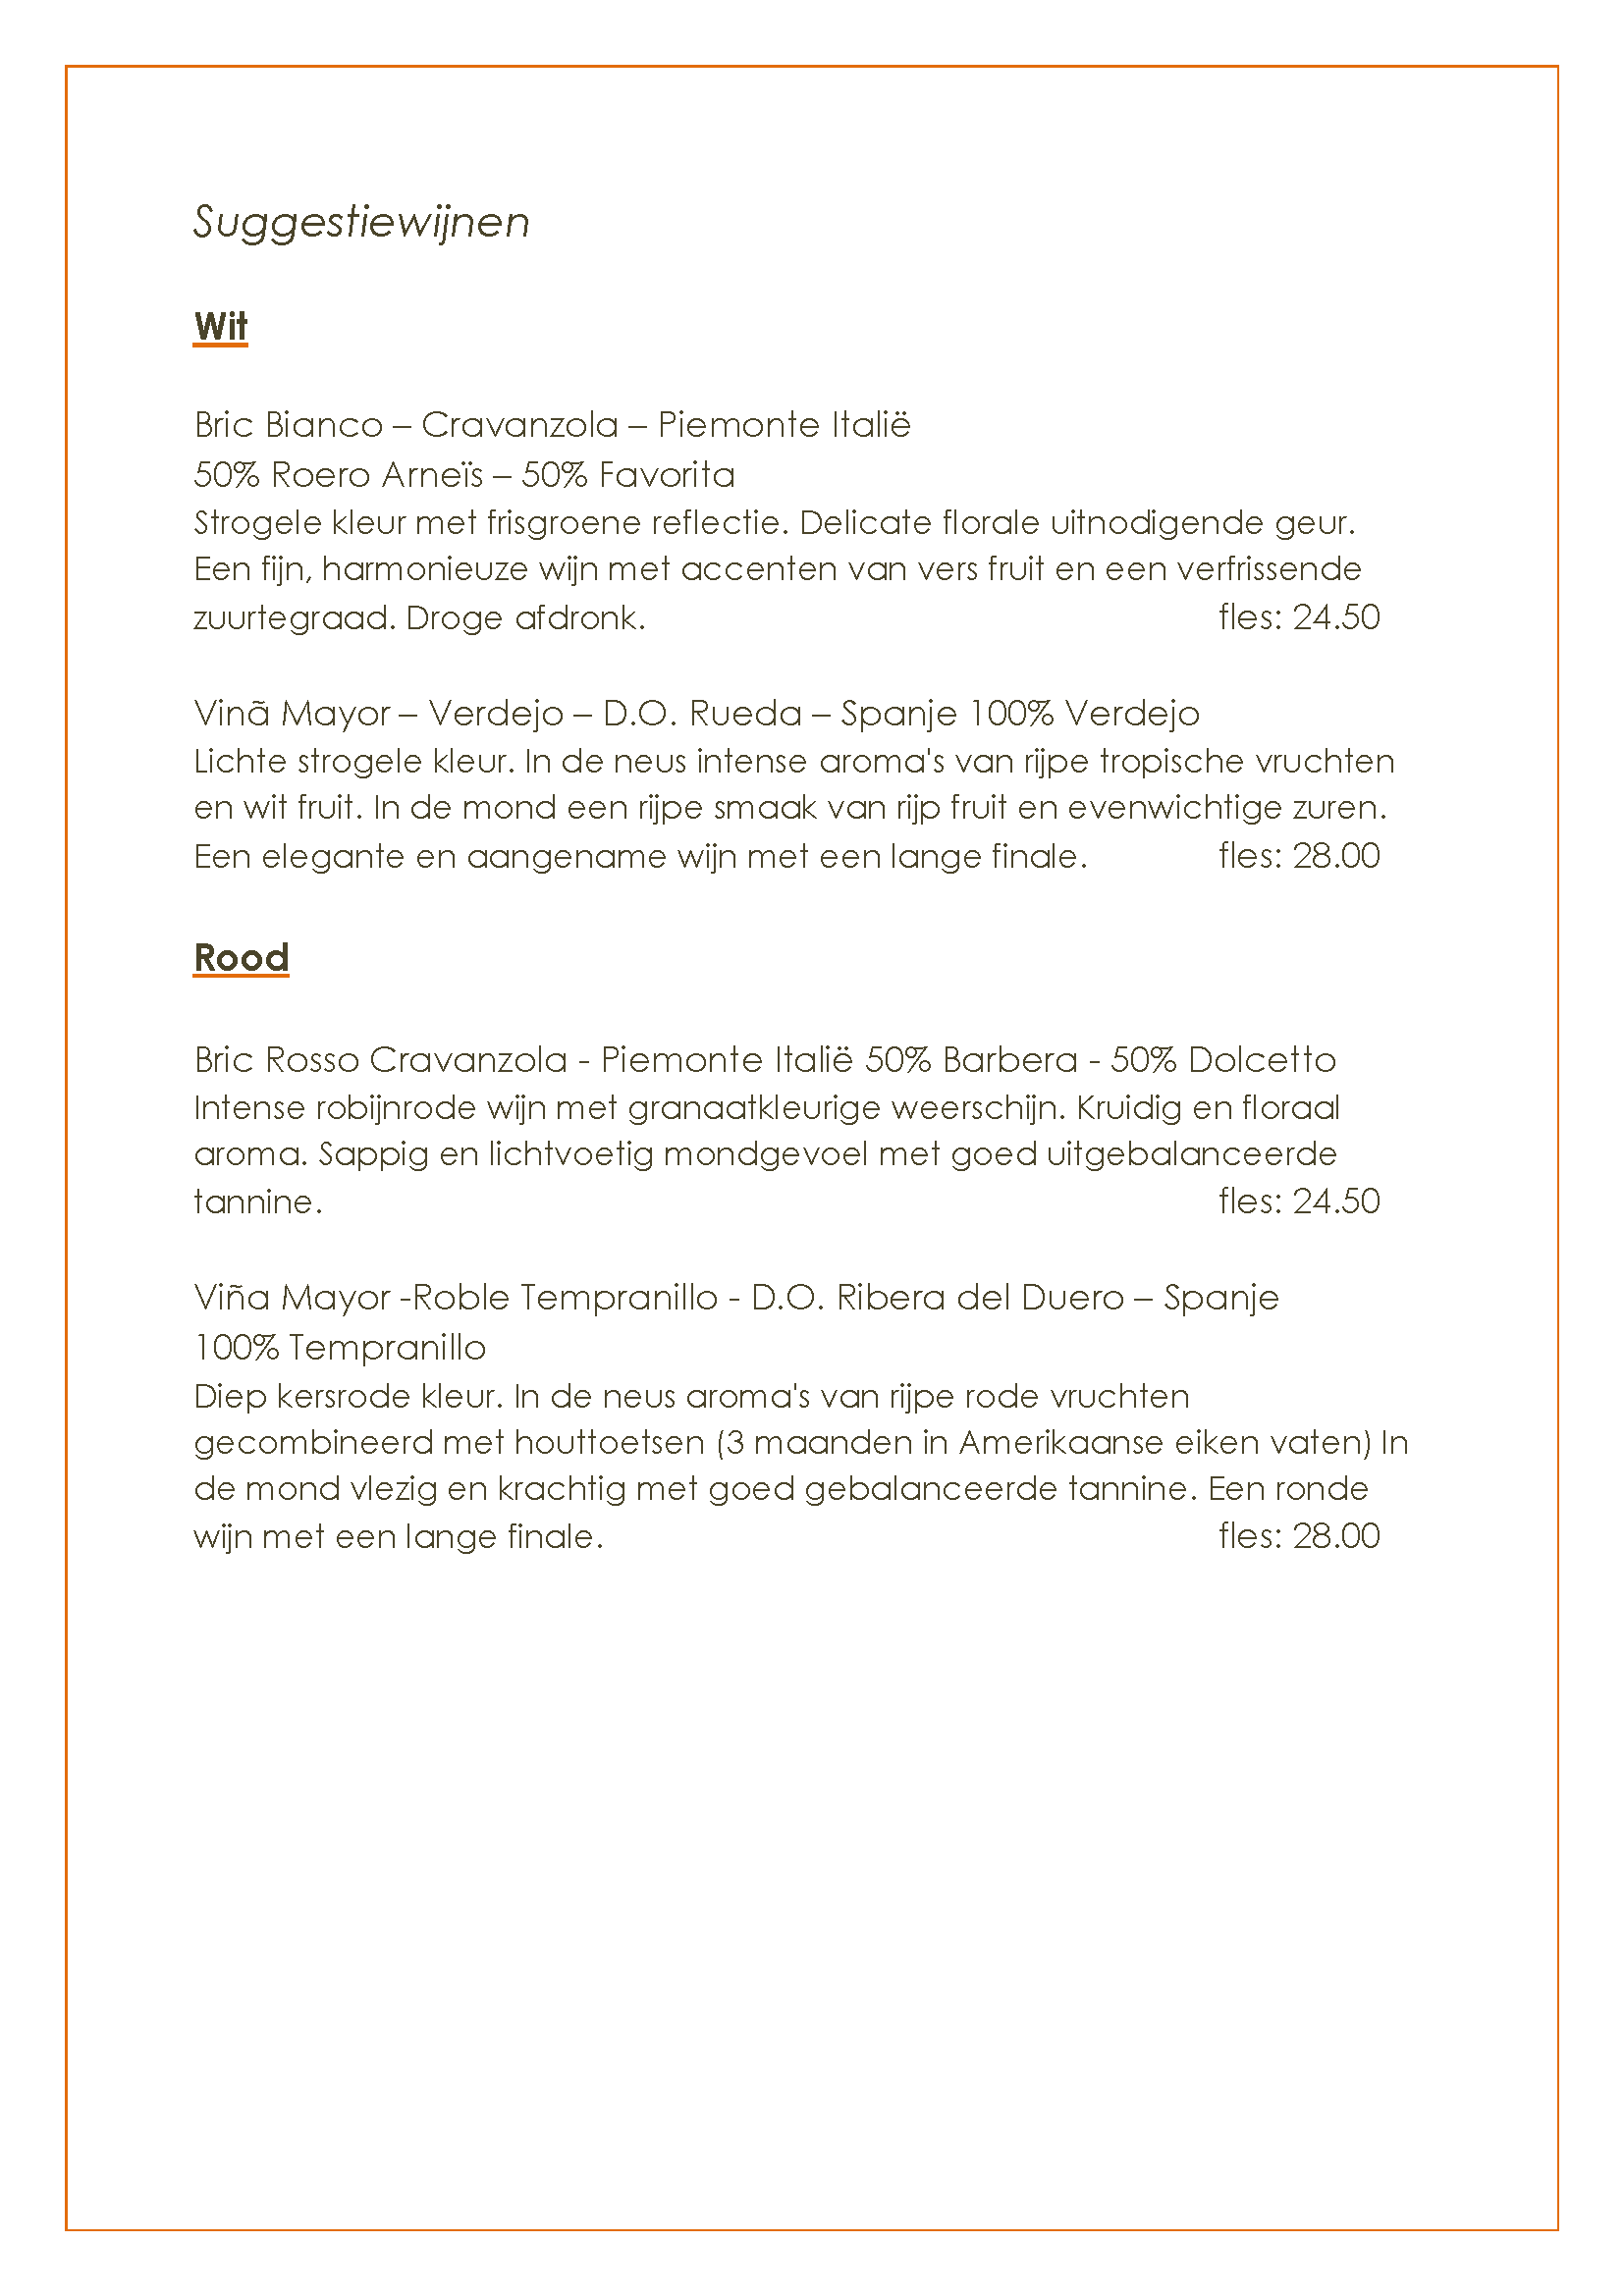 Suggestiewijnen
Wit
Bric Bianco – Cravanzola – Piemonte Italië
50% Roero Arneïs – 50% Favorita
Strogele kleur met frisgroene reflectie. Delicate florale uitnodigende geur.
Een fijn, harmonieuze wijn met accenten van vers fruit en een verfrissende
zuurtegraad. Droge afdronk. fles: 24.50
Vinã Mayor – Verdejo – D.O. Rueda – Spanje 100% Verdejo
Lichte strogele kleur. In de neus intense aroma's van rijpe tropische vruchten
en wit fruit. In de mond een rijpe smaak van rijp fruit en evenwichtige zuren.
Een elegante en aangename wijn met een lange finale. fles: 28.00
Rood
Bric Rosso Cravanzola - Piemonte Italië 50% Barbera - 50% Dolcetto
Intense robijnrode wijn met granaatkleurige weerschijn. Kruidig en floraal
aroma. Sappig en lichtvoetig mondgevoel met goed uitgebalanceerde
tannine. fles: 24.50
Viña Mayor -Roble Tempranillo - D.O. Ribera del Duero – Spanje
100% Tempranillo
Diep kersrode kleur. In de neus aroma's van rijpe rode vruchten
gecombineerd met houttoetsen (3 maanden in Amerikaanse eiken vaten) In
de mond vlezig en krachtig met goed gebalanceerde tannine. Een ronde
wijn met een lange finale. fles: 28.00